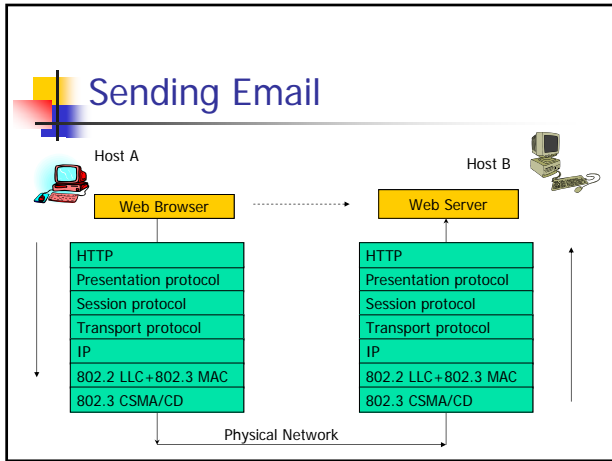 Sending Email
Host A
Host B
Web Browser
Web Server
HTTP
Presentation protocol
Session protocol
Transport protocol
IP
802.2 LLC+802.3 MAC
802.3 CSMA/CD
HTTP
Presentation protocol
Session protocol
Transport protocol
IP
802.2 LLC+802.3 MAC
802.3 CSMA/CD
Physical Network